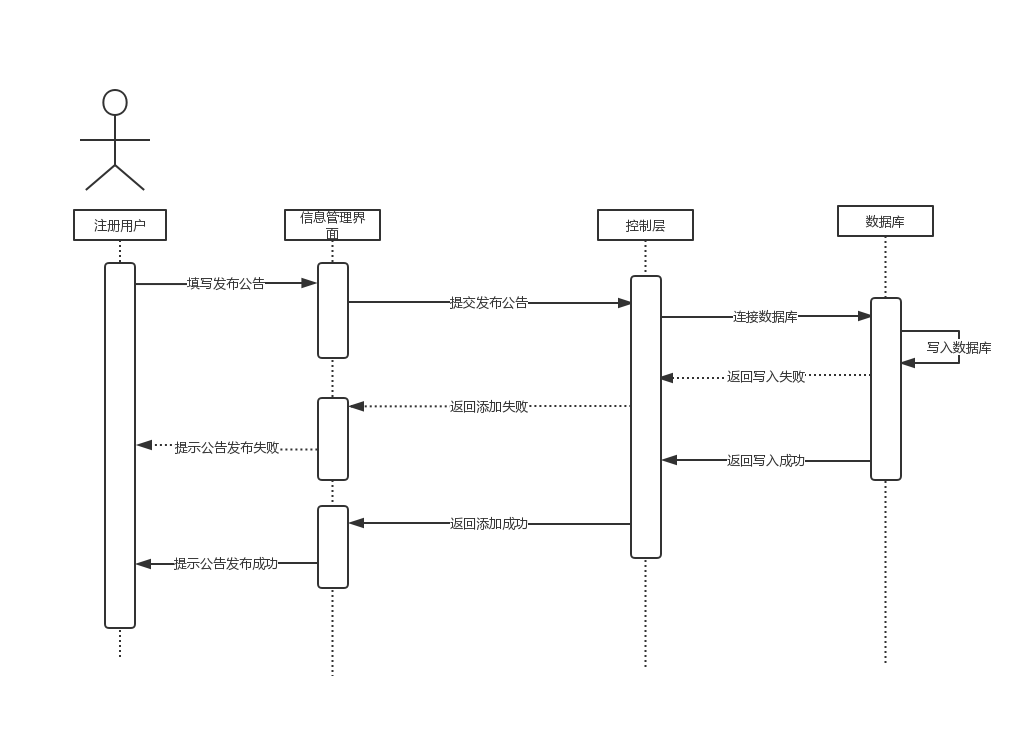 注册用户
信息管理界
面
控制层
数据库
填写发布公告
提交发布公告
连接数据库
写入数据库
返回写入失败
返回添加失败
提示公告发布失败
返回写入成功
返回添加成功
提示公告发布成功